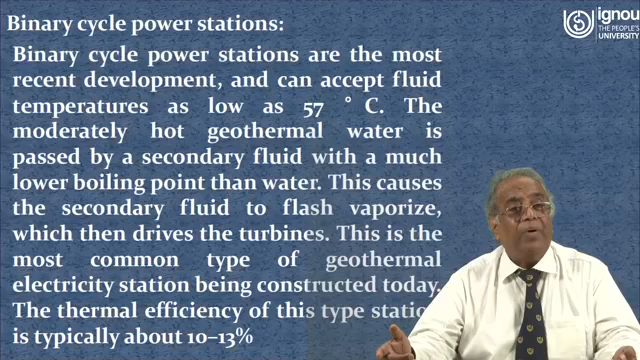 Binary cycle power stations:
Binary cycle power stations are the most
recent development, and can accept fluid
temperatures as low as 57 ° C. The
moderately hot geothermal water is
passed by a secondary fluid with a much
lower boiling point than water. This causes
the secondary fluid to flash vaporize,
which then drives the turbines. This is the
most common type of geothermal
electricity station being constructed today.
The thermal efficiency of this type station
is typically about 10–13%
ignou
THE PEOPLE'S
UNIVERSITY